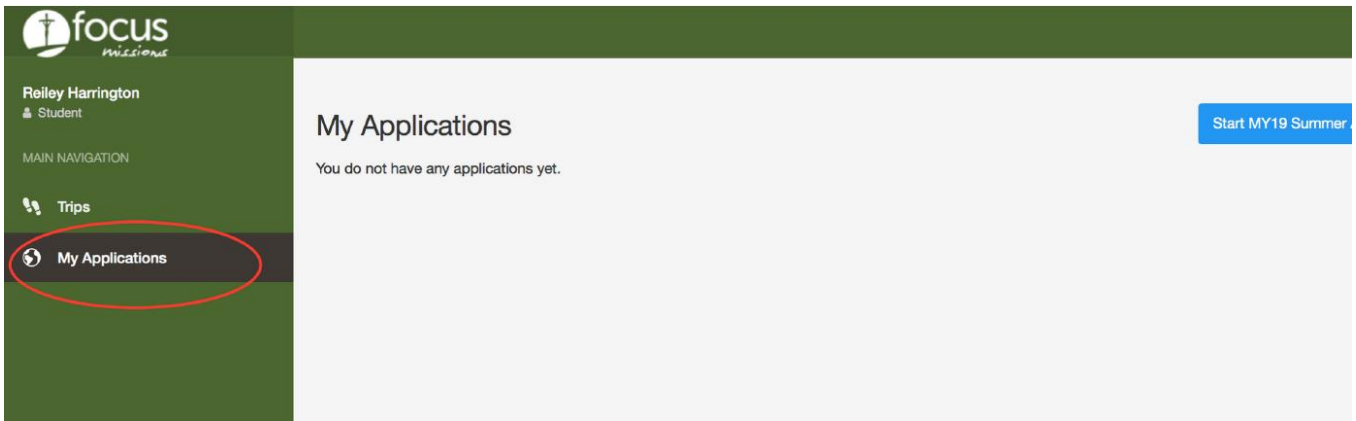 focus
missions
Reiley Harrington
Student
MAIN NAVIGATION
Trips
My Applications
My Applications
You do not have any applications yet.
Start MY19 Summer